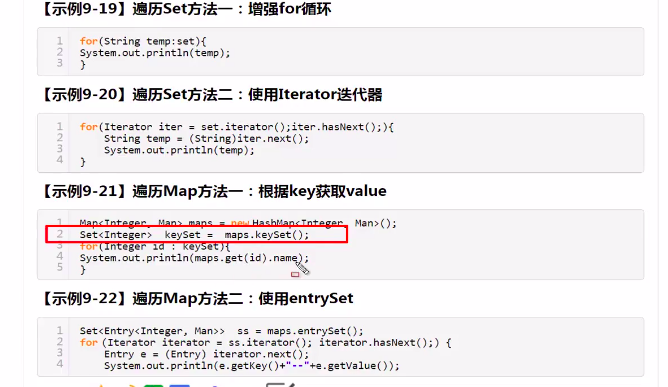 【示例9-19】遍历Set方法一：增强for循环
1 for(String temp:set){
2 System.out.println(temp);
3 }
【示例9-20】遍历Set方法二：使用Iterator迭代器
1 for(Iterator iter = set.iterator();iter.hasNext();){
2 String temp = (String)iter.next();
3 System.out.println(temp);
4 }
【示例9-21】遍历Map方法一：根据key获取value
1 Map<Integer, Man> maps = new HashMap<Integer, Man>();
2 Set<Integer> keySet = maps.keySet();
3 for(Integer id : keySet){
4 System.out.println(maps.get(id).name);
5 }
【示例9-22】遍历Map方法二：使用entrySet
1 Set<Entry<Integer, Man>> ss = maps.entrySet();
2 for (Iterator iterator = ss.iterator(); iterator.hasNext();) {
3 Entry e = (Entry) iterator.next();
4 System.out.println(e.getKey()+"--"+e.getValue());